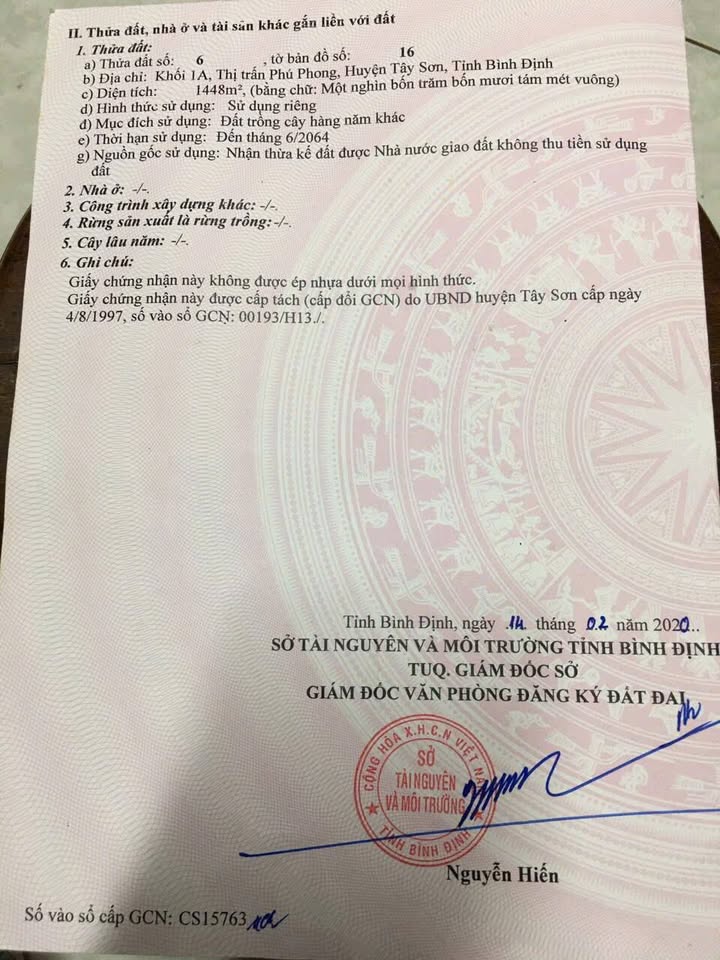 II. Thửa đất, nhà ở và tài sản khác gắn liền với đất
1. Thửa đất:
a) Thửa đất số: 6 , tờ bản đồ số: 16
b) Địa chỉ: Khối 1A, Thị trấn Phú Phong, Huyện Tây Sơn, Tỉnh Bình Định
c) Diện tích: 1448m², (bằng chữ: Một nghìn bốn trăm bốn mươi tám mét vuông)
d) Hình thức sử dụng: Sử dụng riêng
đ) Mục đích sử dụng: Đất trồng cây hàng năm khác
e) Thời hạn sử dụng: Đến tháng 6/2064
g) Nguồn gốc sử dụng: Nhận thừa kế đất được Nhà nước giao đất không thu tiền sử dụng
đất
2. Nhà ở: -/-.
3. Công trình xây dựng khác: -/-.
4. Rừng sản xuất là rừng trồng: -/-.
5. Cây lâu năm: -/-.
6. Ghi chú:
Giấy chứng nhận này không được ép nhựa dưới mọi hình thức.
Giấy chứng nhận này được cấp tách (cấp đổi GCN) do UBND huyện Tây Sơn cấp ngày
4/8/1997, số vào sổ GCN: 00193/H13./.
Tỉnh Bình Định, ngày .14. tháng 02 năm 2020..
SỞ TÀI NGUYÊN VÀ MÔI TRƯỜNG TỈNH BÌNH ĐỊNH
TUQ. GIÁM ĐỐC SỞ
GIÁM ĐỐC VĂN PHÒNG ĐĂNG KÝ ĐẤT ĐAI
CỘNG HÒA X.H.C.N VIỆT NAM
SỞ
TÀI NGUYÊN
VÀ MÔI TRƯỜNG
TỈNH BÌNH ĐỊNH
Nguyễn Hiến
Số vào sổ cấp GCN: CS15763